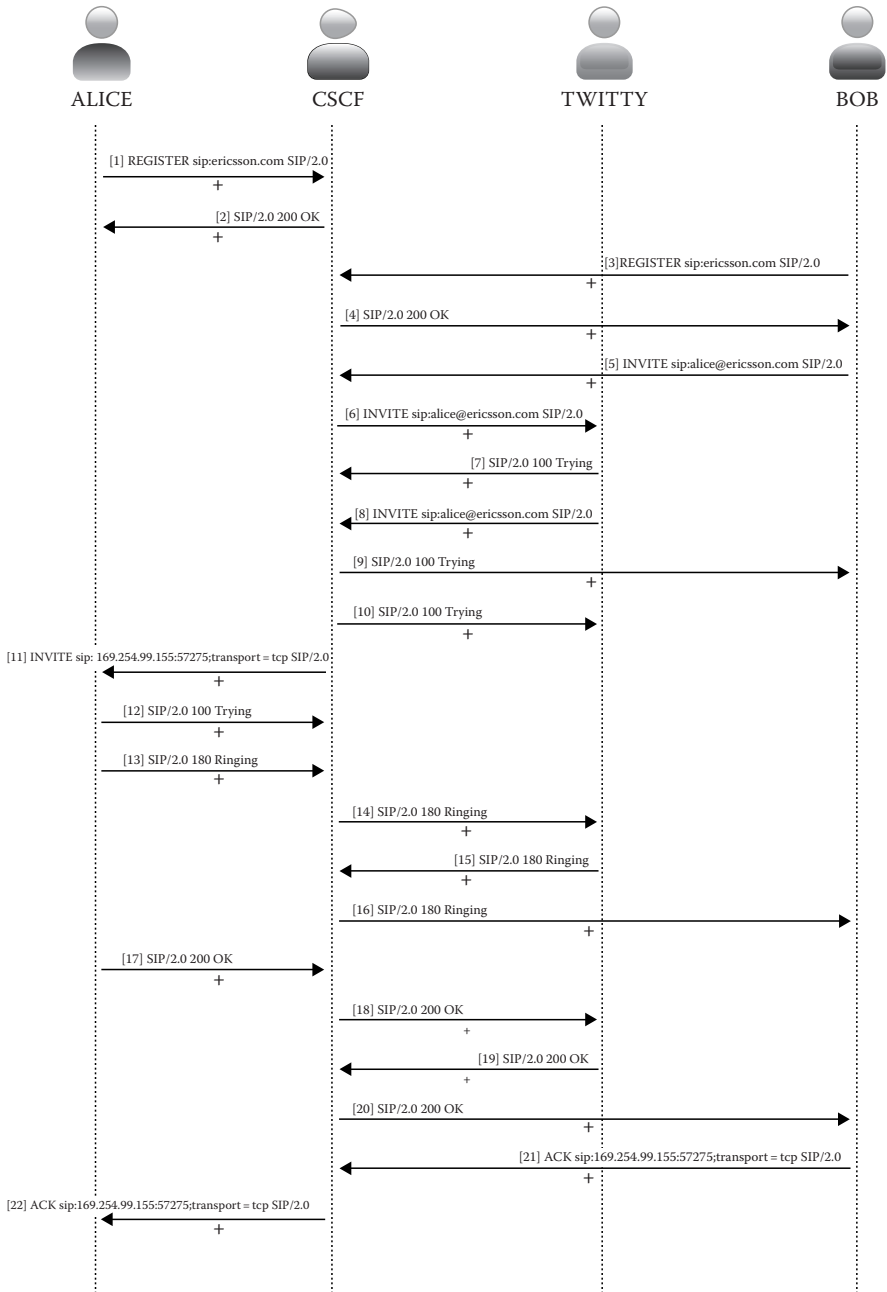 ALICE
CSCF
TWITTY
BOB
[1] REGISTER sip:ericsson.com SIP/2.0
+
[2] SIP/2.0 200 OK
+
[3]REGISTER sip:ericsson.com SIP/2.0
+
[4] SIP/2.0 200 OK
+
[5] INVITE sip:alice@ericsson.com SIP/2.0
+
[6] INVITE sip:alice@ericsson.com SIP/2.0
+
[7] SIP/2.0 100 Trying
+
[8] INVITE sip:alice@ericsson.com SIP/2.0
+
[9] SIP/2.0 100 Trying
+
[10] SIP/2.0 100 Trying
+
[11] INVITE sip: 169.254.99.155:57275;transport = tcp SIP/2.0
+
[12] SIP/2.0 100 Trying
+
[13] SIP/2.0 180 Ringing
+
[14] SIP/2.0 180 Ringing
+
[15] SIP/2.0 180 Ringing
+
[16] SIP/2.0 180 Ringing
+
[17] SIP/2.0 200 OK
+
[18] SIP/2.0 200 OK
+
[19] SIP/2.0 200 OK
+
[20] SIP/2.0 200 OK
+
[21] ACK sip:169.254.99.155:57275;transport = tcp SIP/2.0
+
[22] ACK sip:169.254.99.155:57275;transport = tcp SIP/2.0
+